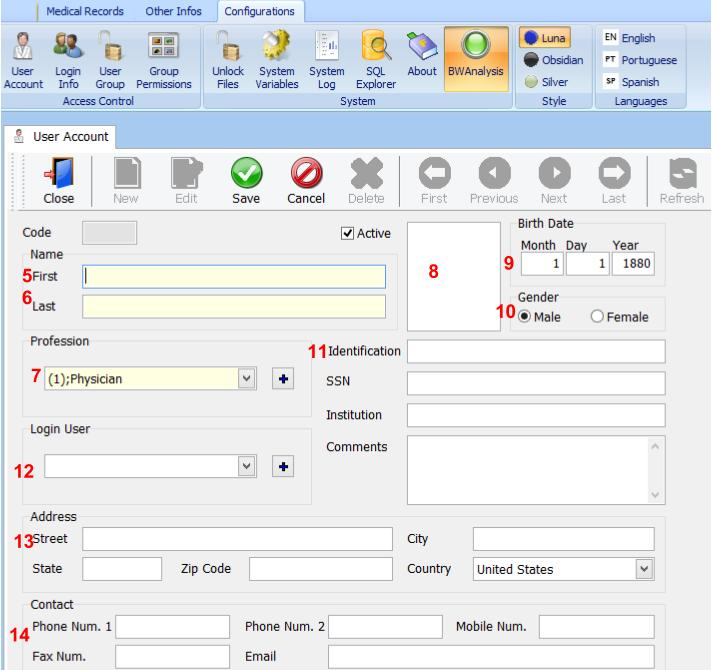 Medical Records Other Infos Configurations
User Account Login Info User Group Group Permissions Unlock Files System Variables System Log SQL Explorer About BWAnalysis
Luna EN English
Obsidian PT Portuguese
Silver SP Spanish
Access Control System Style Languages
User Account
Close New Edit Save Cancel Delete First Previous Next Last Refresh
Code Active
Birth Date
Month Day Year
9 1 1 1880
Name
5 First
6 Last
8
Gender
10 Male Female
Profession
7 (1);Physician
11 Identification
SSN
Institution
Comments
Login User
12
Address
13 Street City
State Zip Code Country United States
Contact
14 Phone Num. 1 Phone Num. 2 Mobile Num.
Fax Num. Email